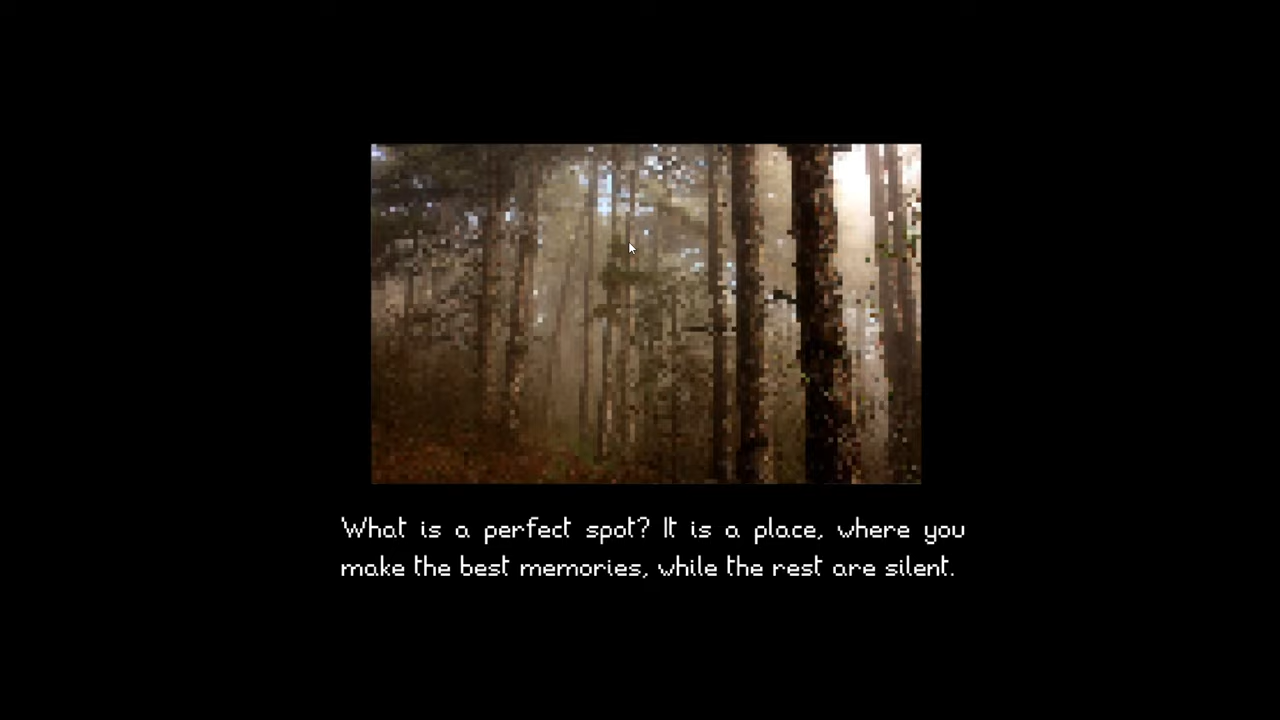 What is a perfect spot? It is a place, where you
make the best memories, while the rest are silent.